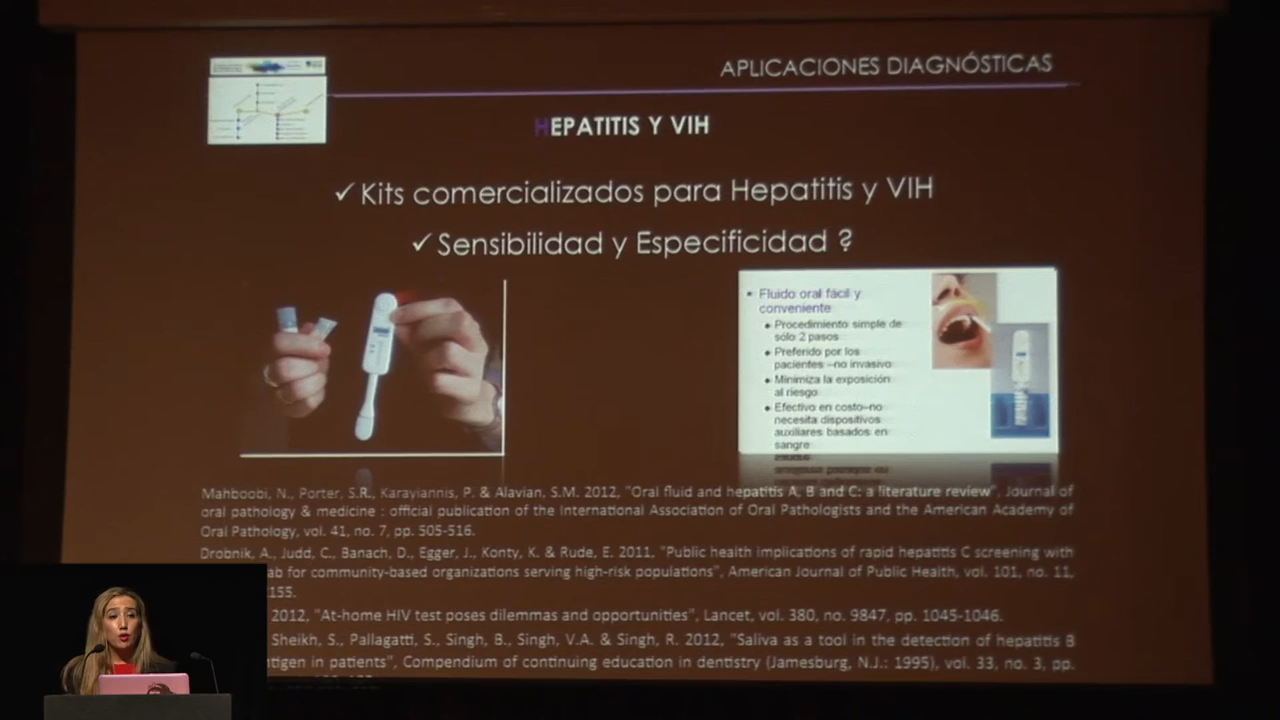 APLICACIONES DIAGNÓSTICAS
HEPATITIS Y VIH
✓ Kits comercializados para Hepatitis y VIH
✓ Sensibilidad y Especificidad ?
• Fluido oral fácil y
conveniente
• Procedimiento simple de
sólo 2 pasos
• Preferido por los
pacientes –no invasivo
• Minimiza la exposición
al riesgo
• Efectivo en costo–no
necesita dispositivos
auxiliares basados en
sangre
Mahboobi, N., Porter, S.R., Karayiannis, P. & Alavian, S.M. 2012, "Oral fluid and hepatitis A, B and C: a literature review", Journal of
oral pathology & medicine : official publication of the International Association of Oral Pathologists and the American Academy of
Oral Pathology, vol. 41, no. 7, pp. 505-516.
Drobnik, A., Judd, C., Banach, D., Egger, J., Konty, K. & Rude, E. 2011, "Public health implications of rapid hepatitis C screening with
ab for community-based organizations serving high-risk populations", American Journal of Public Health, vol. 101, no. 11,
155.
2012, "At-home HIV test poses dilemmas and opportunities", Lancet, vol. 380, no. 9847, pp. 1045-1046.
Sheikh, S., Pallagatti, S., Singh, B., Singh, V.A. & Singh, R. 2012, "Saliva as a tool in the detection of hepatitis B
ntigen in patients", Compendium of continuing education in dentistry (Jamesburg, N.J.: 1995), vol. 33, no. 3, pp.